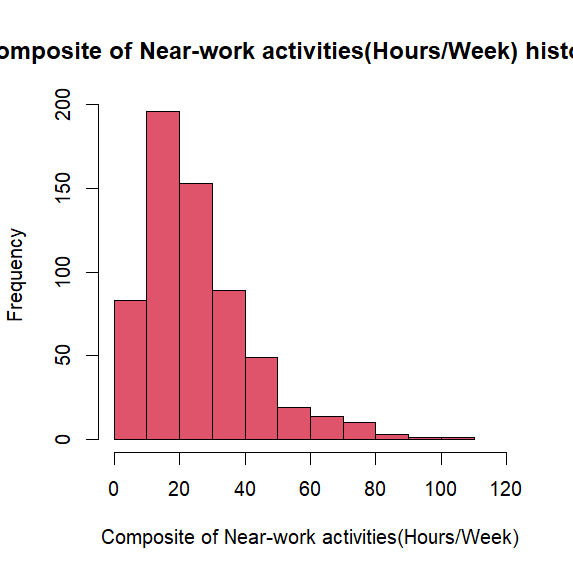 omposite of Near-work activities(Hours/Week) histo
200
150
100
50
0
Frequency
0 20 40 60 80 100 120
Composite of Near-work activities(Hours/Week)